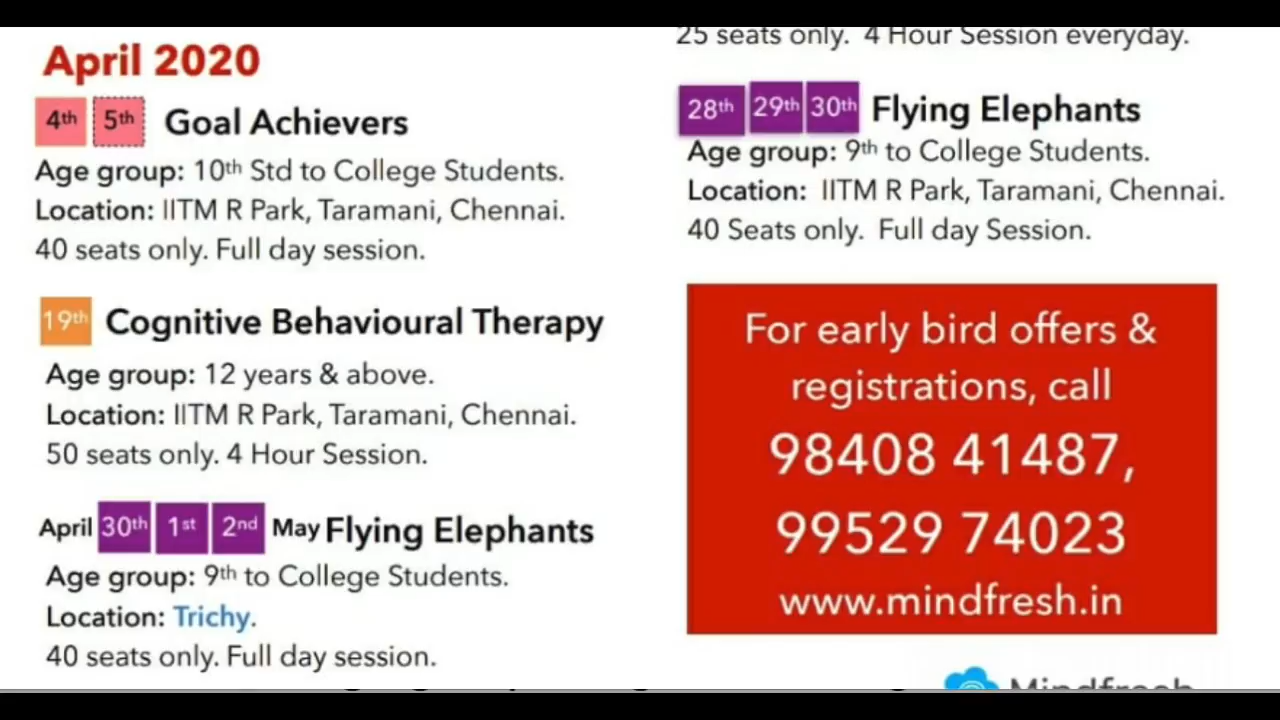 April 2020
4th 5th Goal Achievers
Age group: 10th Std to College Students.
Location: IITM R Park, Taramani, Chennai.
40 seats only. Full day session.
19th Cognitive Behavioural Therapy
Age group: 12 years & above.
Location: IITM R Park, Taramani, Chennai.
50 seats only. 4 Hour Session.
April 30th 1st 2nd May Flying Elephants
Age group: 9th to College Students.
Location: Trichy.
40 seats only. Full day session.
25 seats only. 4 Hour Session everyday.
28th 29th 30th Flying Elephants
Age group: 9th to College Students.
Location: IITM R Park, Taramani, Chennai.
40 Seats only. Full day Session.
For early bird offers &
registrations, call
98408 41487,
99529 74023
www.mindfresh.in
Mindfresh